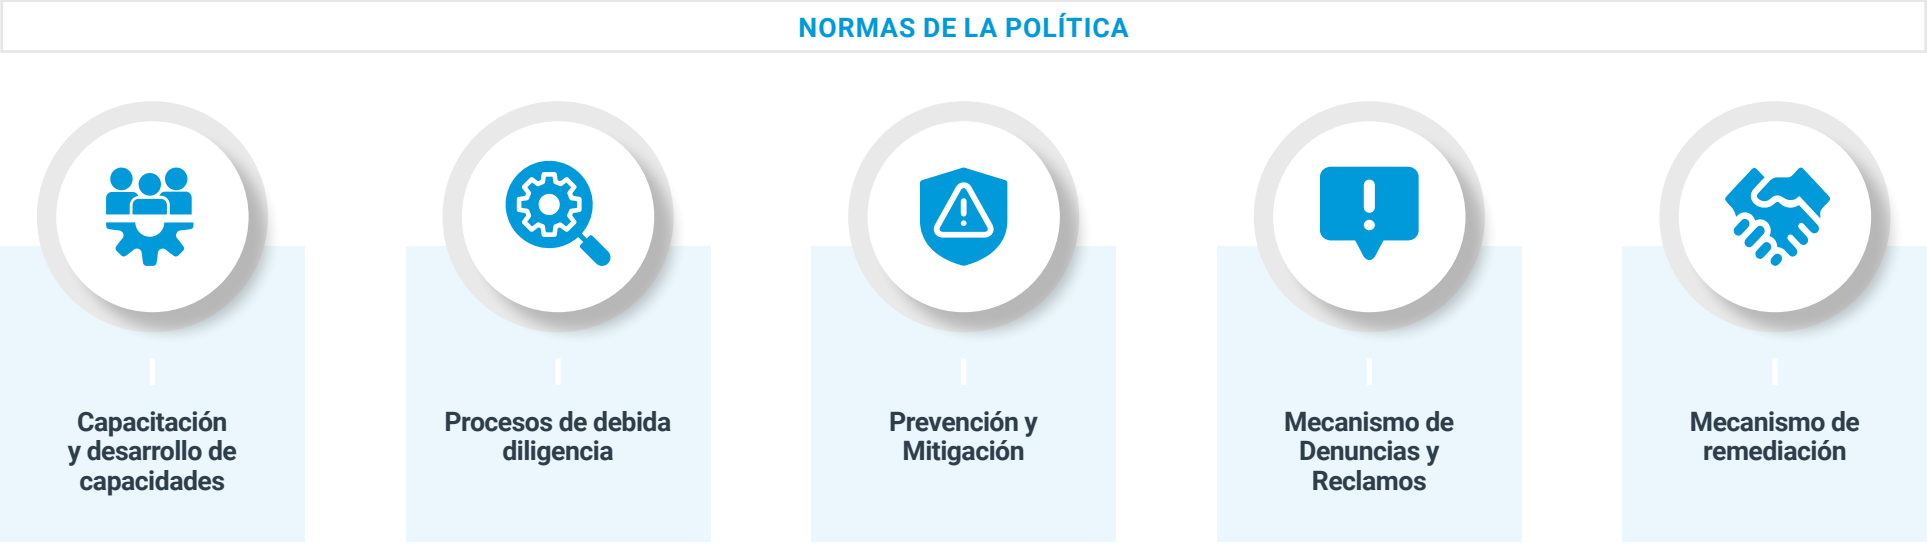 NORMAS DE LA POLÍTICA
Capacitación
y desarrollo de
capacidades
Procesos de debida
diligencia
Prevención y
Mitigación
Mecanismo de
Denuncias y
Reclamos
Mecanismo de
remediación